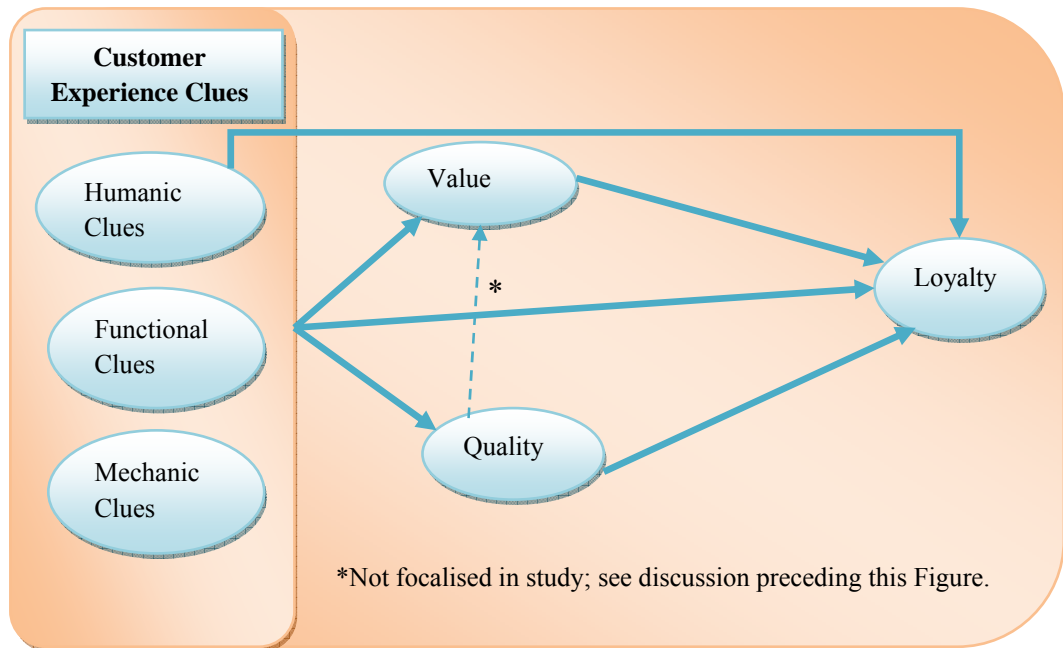 Customer
Experience Clues
Humanic
Clues
Functional
Clues
Mechanic
Clues
Value
*
Quality
Loyalty
*Not focalised in study; see discussion preceding this Figure.